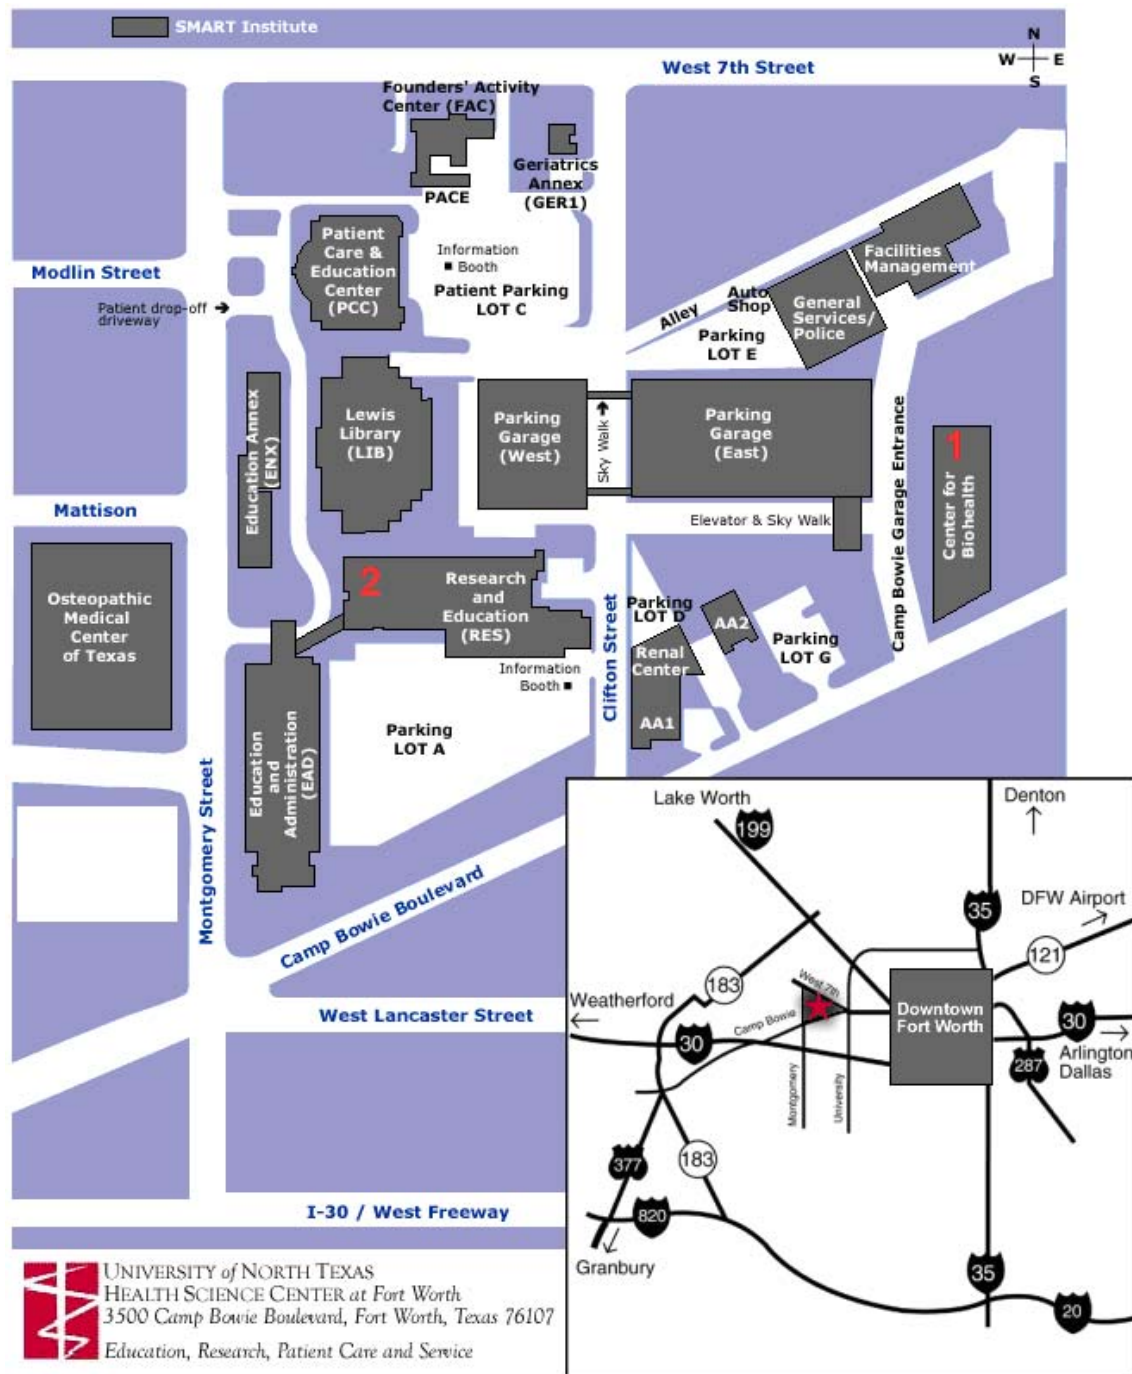 SMART Institute
N
W E
S
West 7th Street
Founders' Activity
Center (FAC)
PACE
Geriatrics
Annex
(GER1)
Patient
Care &
Education
Center
(PCC)
Information
Booth
Patient Parking
LOT C
Modlin Street
Patient drop-off
driveway
Facilities
Management
Auto
Shop
General
Services/
Police
Alley
Parking
LOT E
Education Annex
(ENX)
Lewis
Library
(LIB)
Parking
Garage
(West)
Sky Walk
Parking
Garage
(East)
Camp Bowie Garage Entrance
1
Center for
Biohealth
Mattison
Elevator & Sky Walk
Osteopathic
Medical
Center
of Texas
2
Research
and
Education
(RES)
Information
Booth
Clifton Street
Parking
LOT D
Renal
Center
AA1
AA2
Parking
LOT G
Education
and
Administration
(EAD)
Parking
LOT A
Montgomery Street
Camp Bowie Boulevard
West Lancaster Street
I-30 / West Freeway
Lake Worth
199
Denton
35
DFW Airport
121
183
Weatherford
West 7th
Camp Bowie
30
Downtown
Fort Worth
30
Arlington
Dallas
287
Montgomery
University
377
183
820
Granbury
35
20
UNIVERSITY of NORTH TEXAS
HEALTH SCIENCE CENTER at Fort Worth
3500 Camp Bowie Boulevard, Fort Worth, Texas 76107
Education, Research, Patient Care and Service